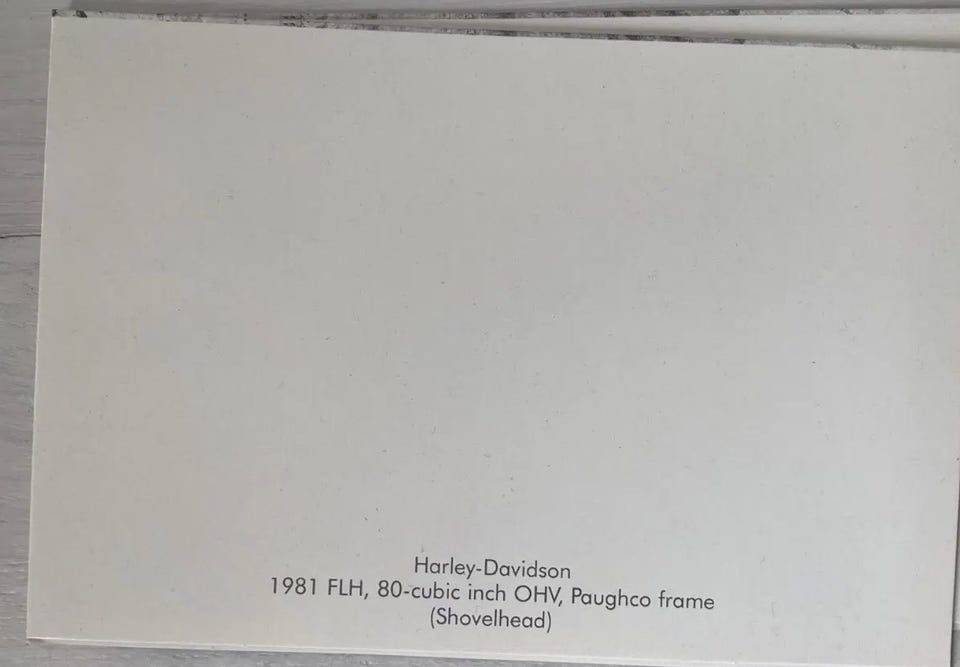 Harley-Davidson
1981 FLH, 80-cubic inch OHV, Paughco frame
(Shovelhead)